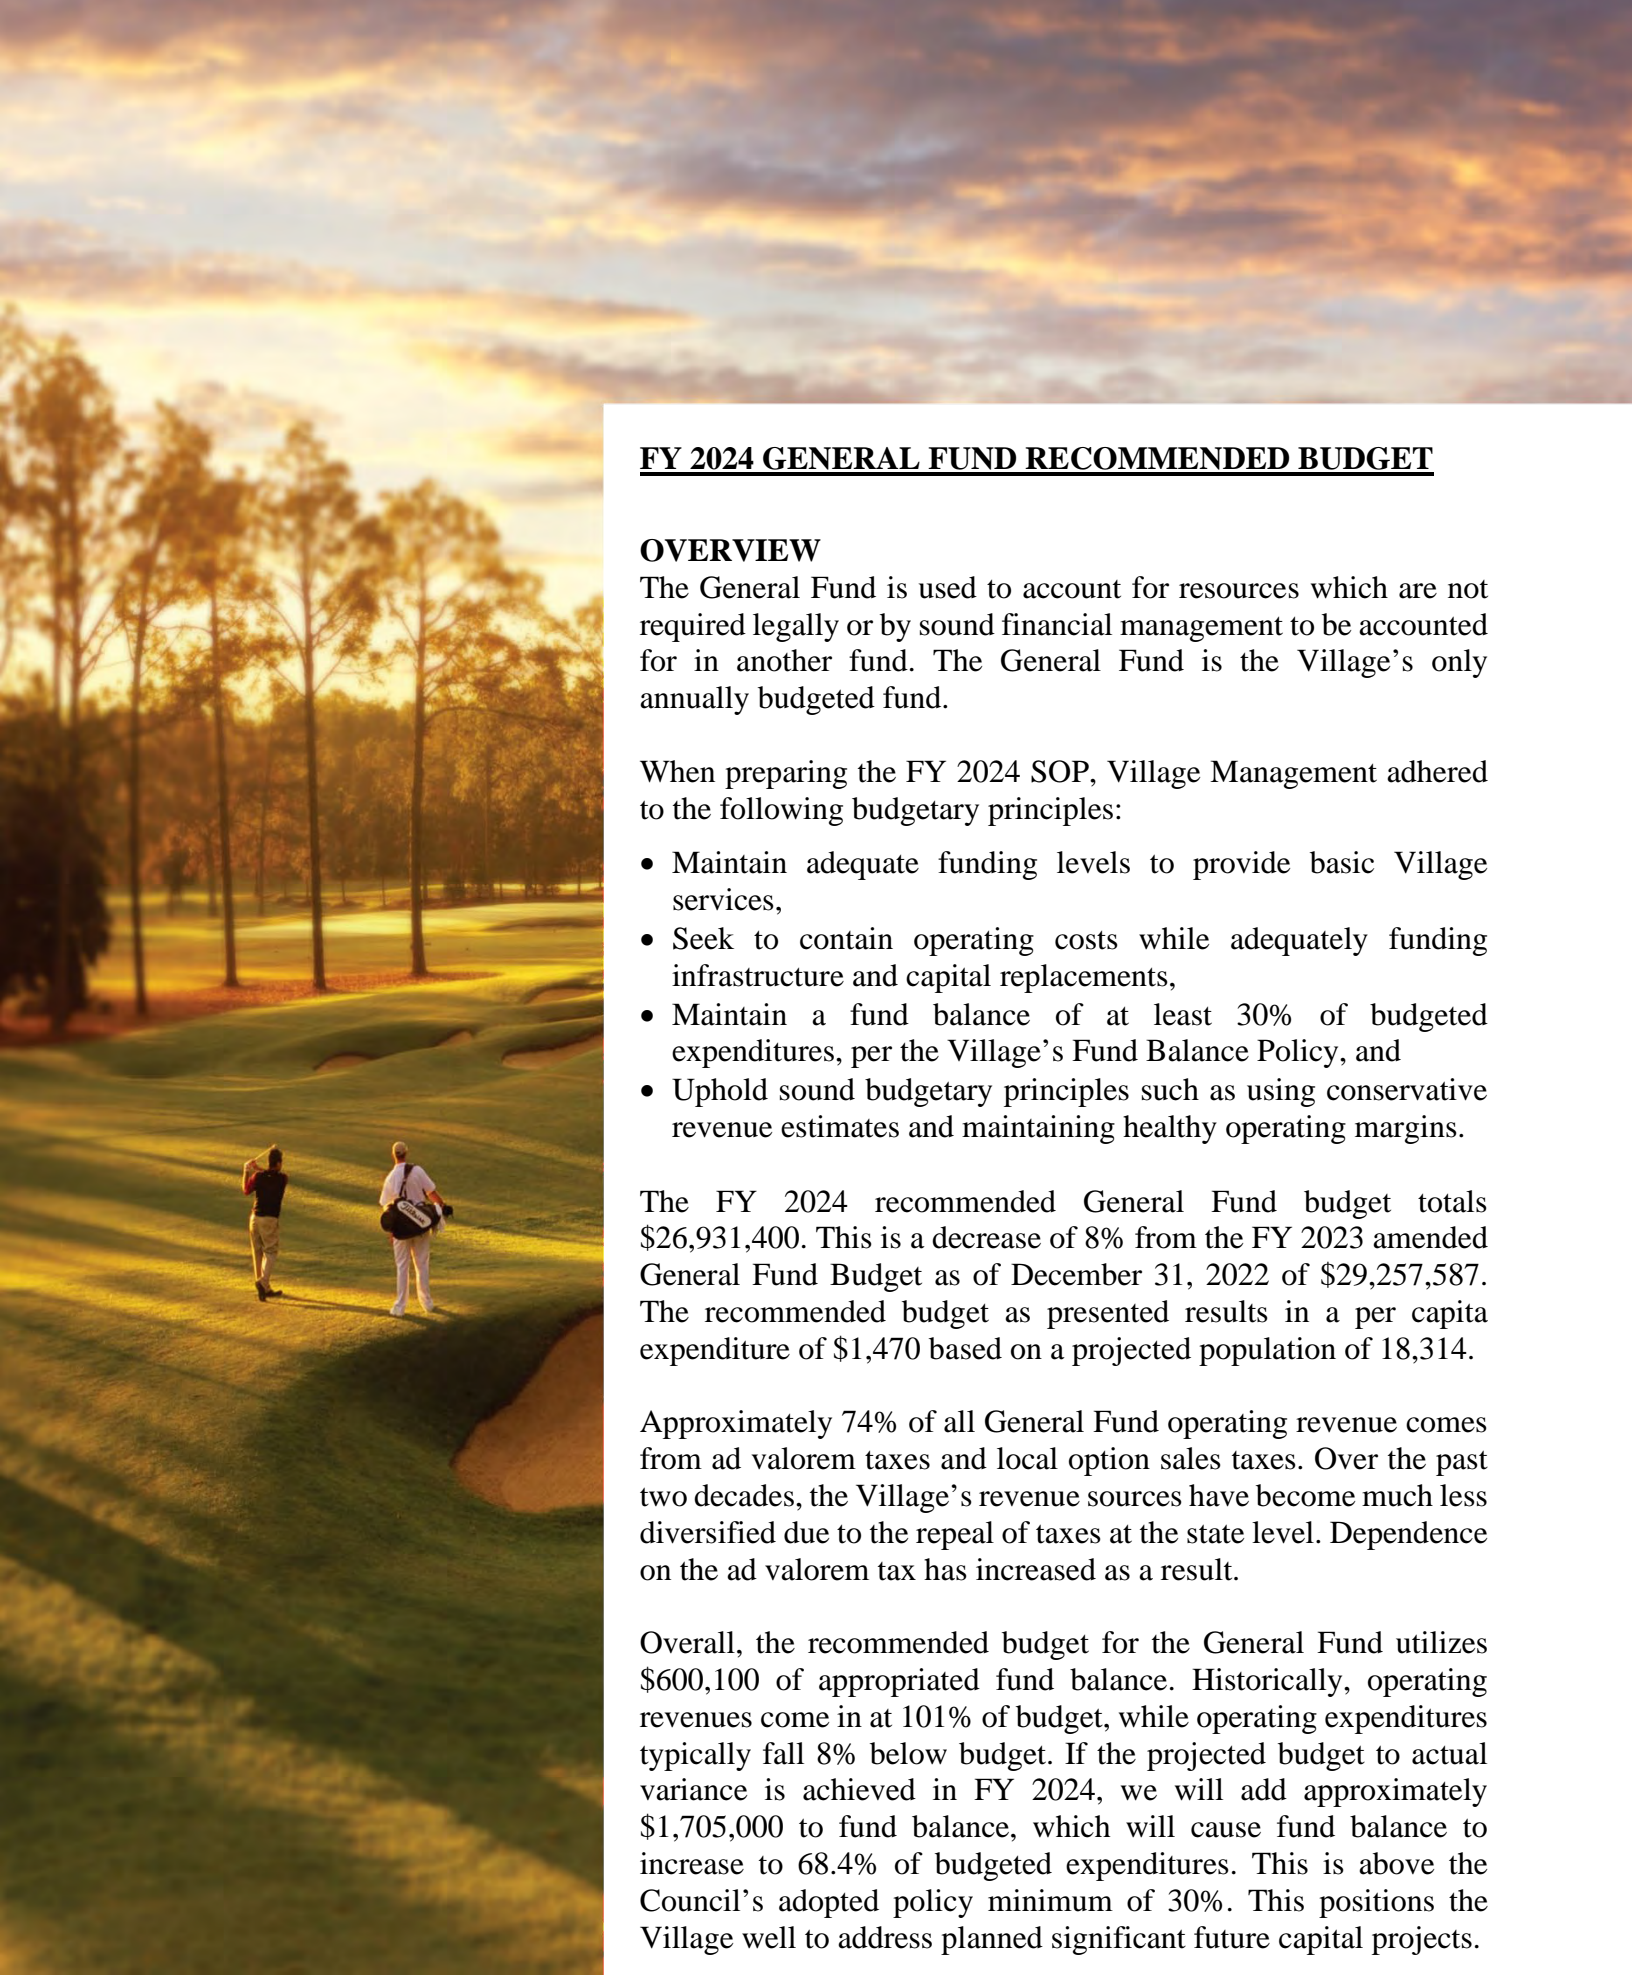 FY 2024 GENERAL FUND RECOMMENDED BUDGET
OVERVIEW
The General Fund is used to account for resources which are not
required legally or by sound financial management to be accounted
for in another fund. The General Fund is the Village’s only
annually budgeted fund.
When preparing the FY 2024 SOP, Village Management adhered
to the following budgetary principles:
• Maintain adequate funding levels to provide basic Village
services,
• Seek to contain operating costs while adequately funding
infrastructure and capital replacements,
• Maintain a fund balance of at least 30% of budgeted
expenditures, per the Village’s Fund Balance Policy, and
• Uphold sound budgetary principles such as using conservative
revenue estimates and maintaining healthy operating margins.
The FY 2024 recommended General Fund budget totals
$26,931,400. This is a decrease of 8% from the FY 2023 amended
General Fund Budget as of December 31, 2022 of $29,257,587.
The recommended budget as presented results in a per capita
expenditure of $1,470 based on a projected population of 18,314.
Approximately 74% of all General Fund operating revenue comes
from ad valorem taxes and local option sales taxes. Over the past
two decades, the Village’s revenue sources have become much less
diversified due to the repeal of taxes at the state level. Dependence
on the ad valorem tax has increased as a result.
Overall, the recommended budget for the General Fund utilizes
$600,100 of appropriated fund balance. Historically, operating
revenues come in at 101% of budget, while operating expenditures
typically fall 8% below budget. If the projected budget to actual
variance is achieved in FY 2024, we will add approximately
$1,705,000 to fund balance, which will cause fund balance to
increase to 68.4% of budgeted expenditures. This is above the
Council’s adopted policy minimum of 30%. This positions the
Village well to address planned significant future capital projects.
Titleist